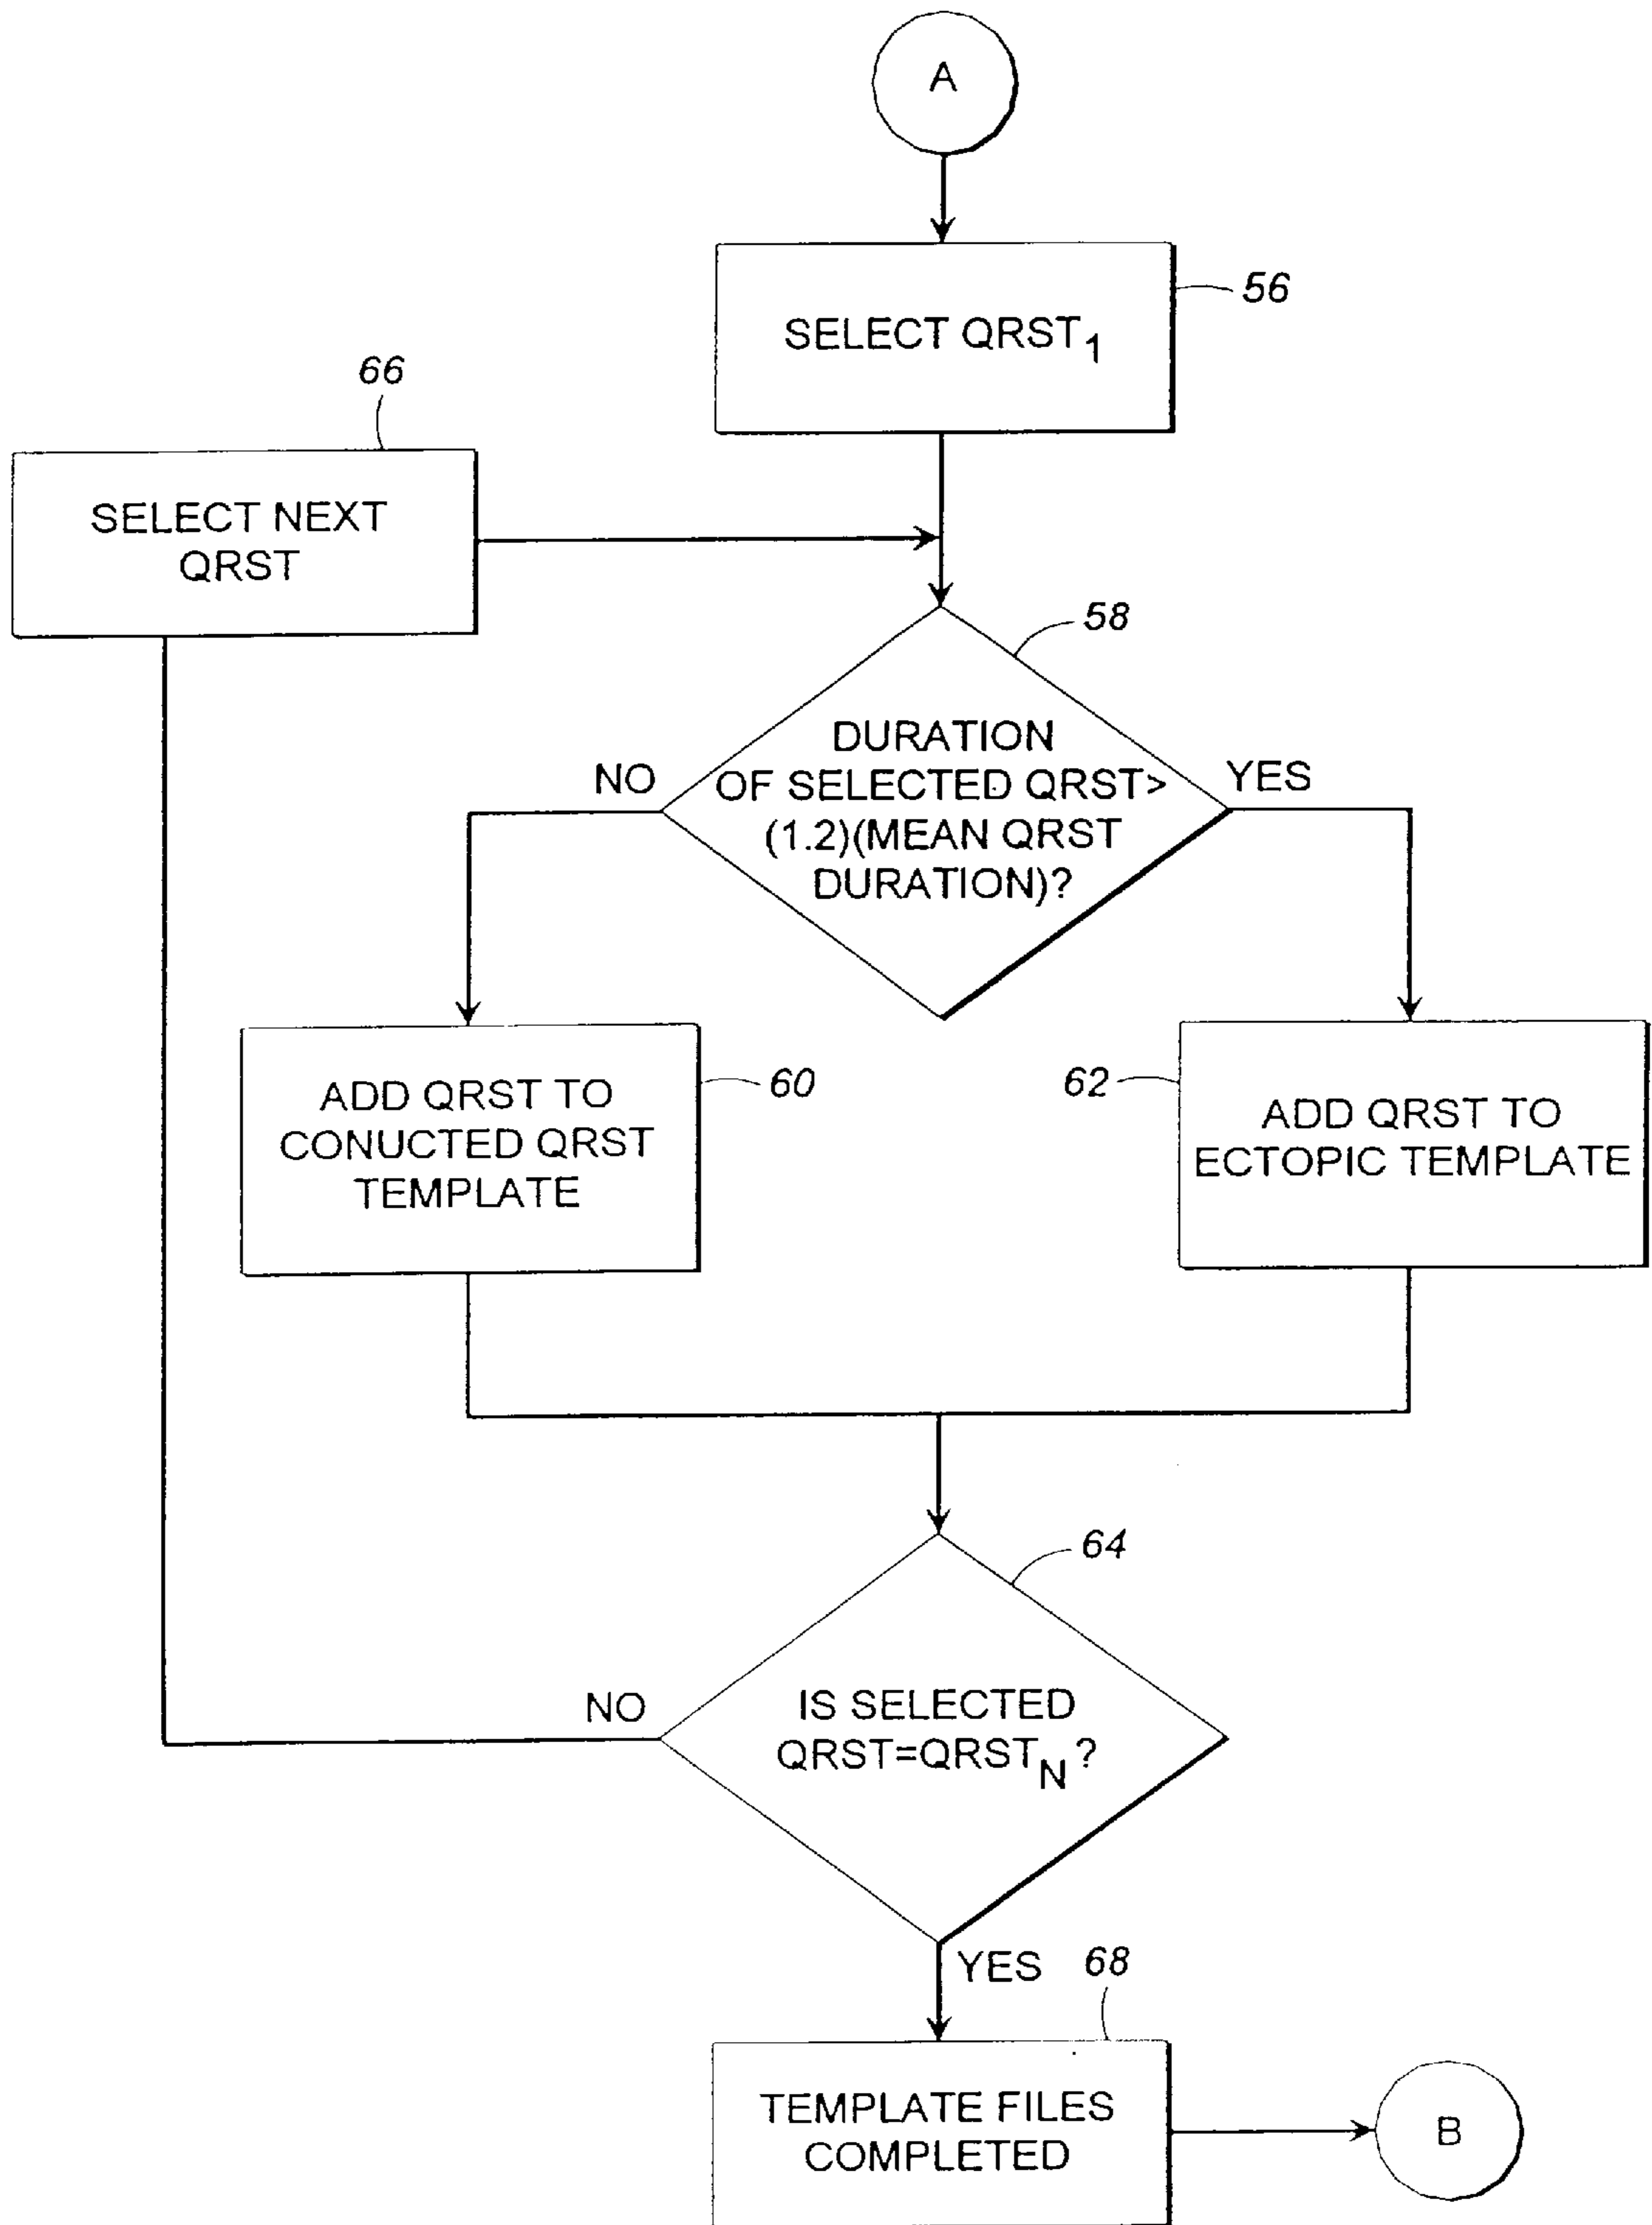 A
SELECT QRST₁
56
66
SELECT NEXT
QRST
58
DURATION
OF SELECTED QRST>
(1.2)(MEAN QRST
DURATION)?
NO
YES
ADD QRST TO
CONUCTED QRST
TEMPLATE
60
62
ADD QRST TO
ECTOPIC TEMPLATE
64
IS SELECTED
QRST=QRST_N?
NO
YES
68
TEMPLATE FILES
COMPLETED
B